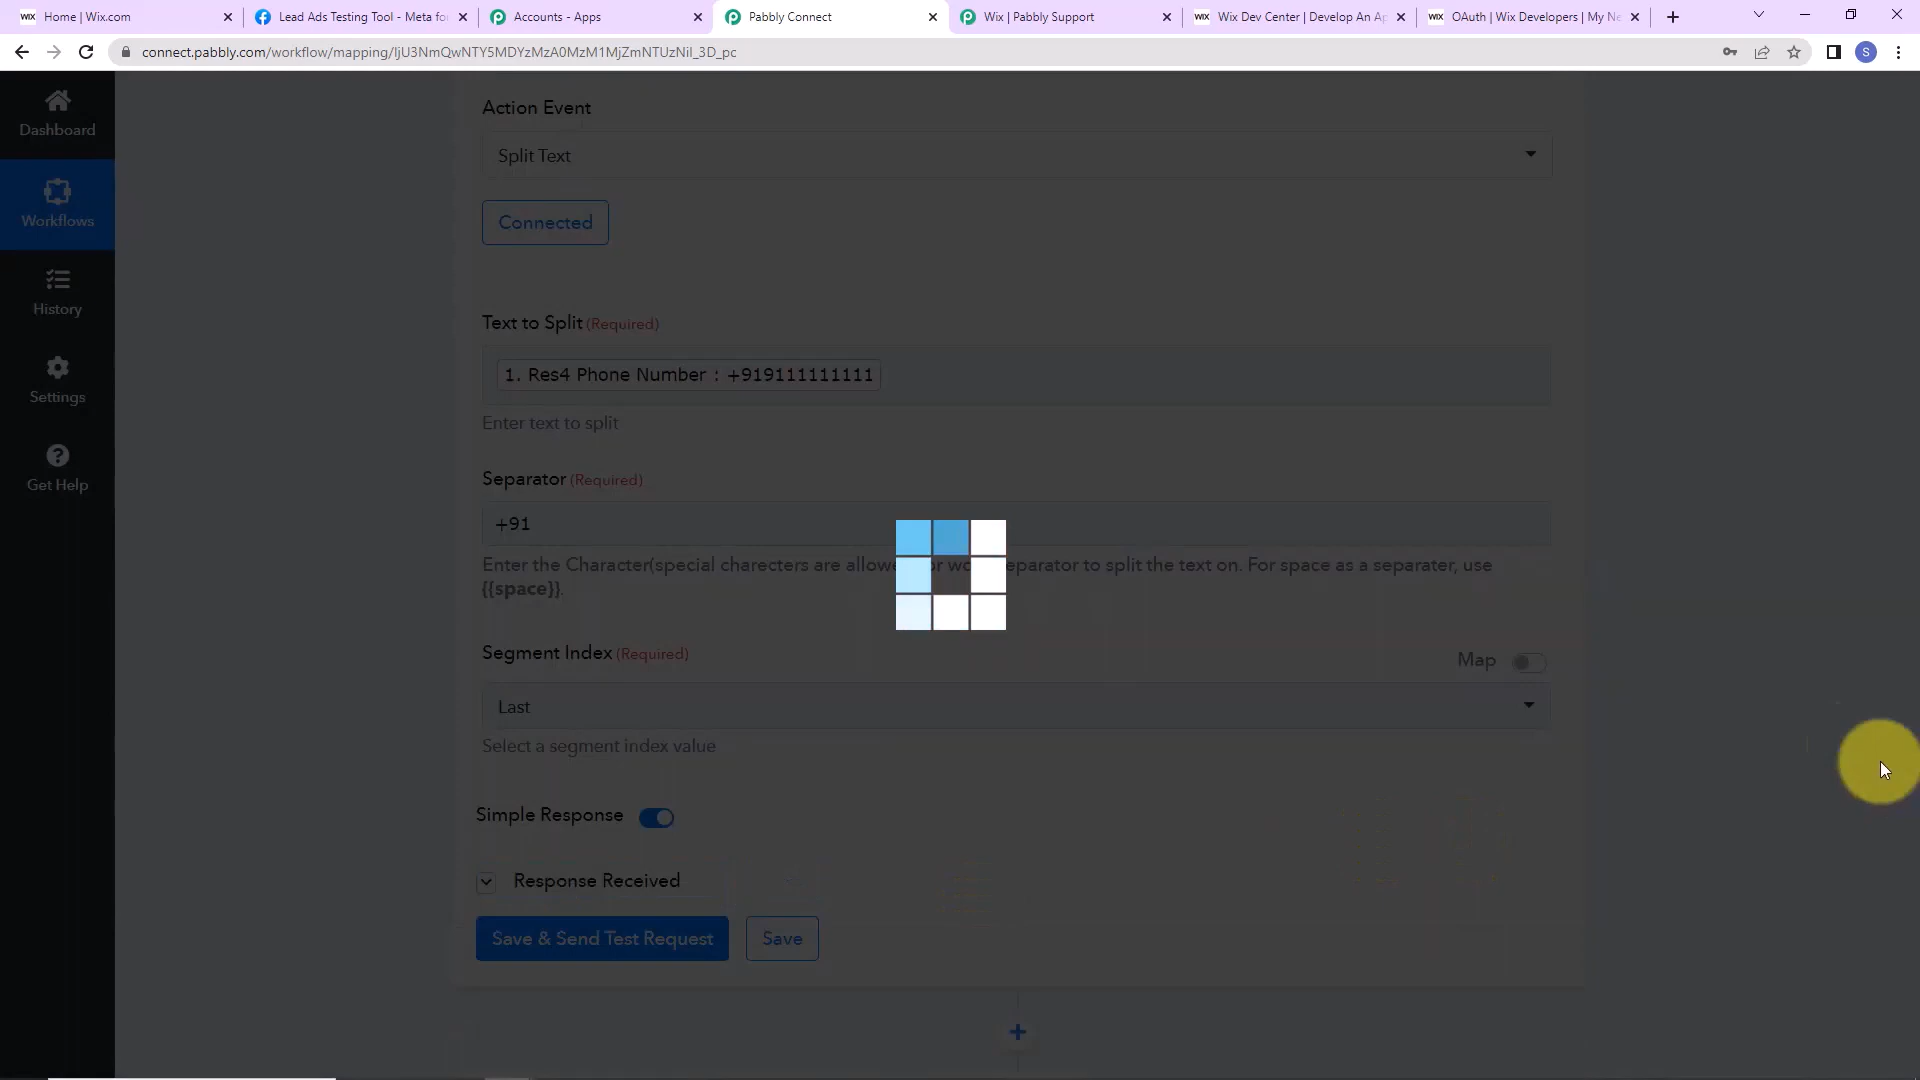 Home | Wix.com
Lead Ads Testing Tool - Meta fo
Accounts - Apps
Pabbly Connect
Wix | Pabbly Support
Wix Dev Center | Develop An Ap
OAuth | Wix Developers | My Ne
connect.pabbly.com/workflow/mapping/IjU3NmQwNTY5MDYzMzA0MzM1MjZmNTUzNiI_3D_pc
S
Dashboard
Workflows
History
Settings
Get Help
Action Event
Split Text
Connected
Text to Split (Required)
1. Res4 Phone Number : +919111111111
Enter text to split
Separator (Required)
+91
Enter the Character(special charecters are allowe or wo eparator to split the text on. For space as a separater, use
{{space}}.
Segment Index (Required)
Map
Last
Select a segment index value
Simple Response
Response Received
Save & Send Test Request
Save